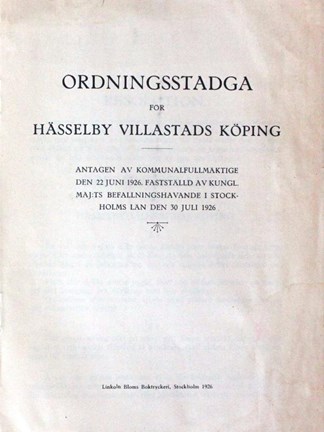 ORDNINGSSTADGA
FÖR
HÄSSELBY VILLASTADS KÖPING
ANTAGEN AV KOMMUNALFULLMÄKTIGE
DEN 22 JUNI 1926, FASTSTÄLLD AV KUNGL.
MAJ:TS BEFALLNINGSHAVANDE I STOCK-
HOLMS LÄN DEN 30 JULI 1926
Linköln Bloms Boktryckeri, Stockholm 1926